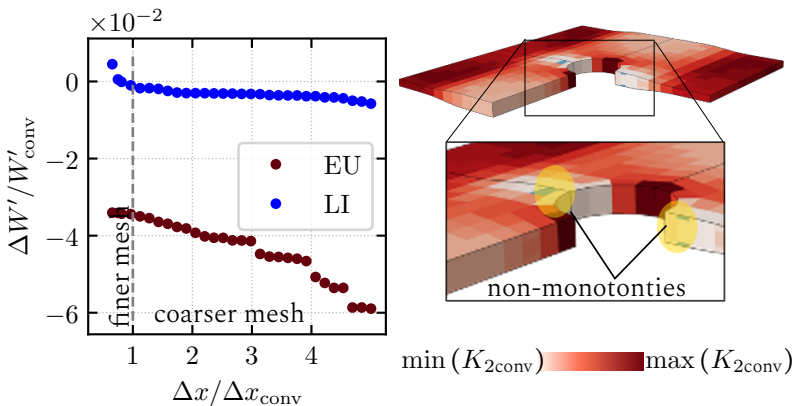 ×10⁻²
0
−2
−4
−6
ΔW′/W′conv
EU
LI
finer mesh
coarser mesh
1
2
3
4
Δx/Δxconv
non-monotonties
min (K2conv)
max (K2conv)